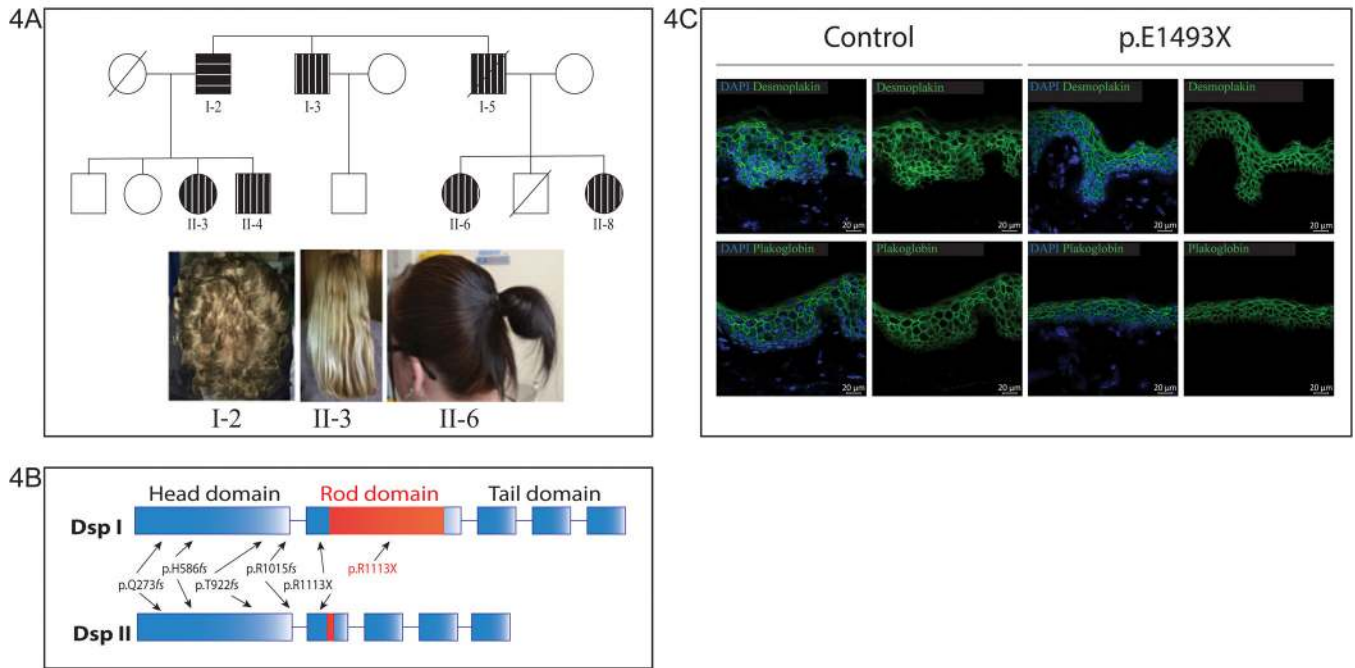 4A
I-2
I-3
I-5
II-3
II-4
II-6
II-8
I-2 II-3 II-6
4B
Head domain Rod domain Tail domain
Dsp I
p.Q273fs p.H586fs p.T922fs p.R1015fs p.R1113X p.R1113X
Dsp II
4C
Control p.E1493X
DAPI Desmoplakin Desmoplakin DAPI Desmoplakin Desmoplakin
20 µm 20 µm 20 µm 20 µm
DAPI Plakoglobin Plakoglobin DAPI Plakoglobin Plakoglobin
20 µm 20 µm 20 µm 20 µm